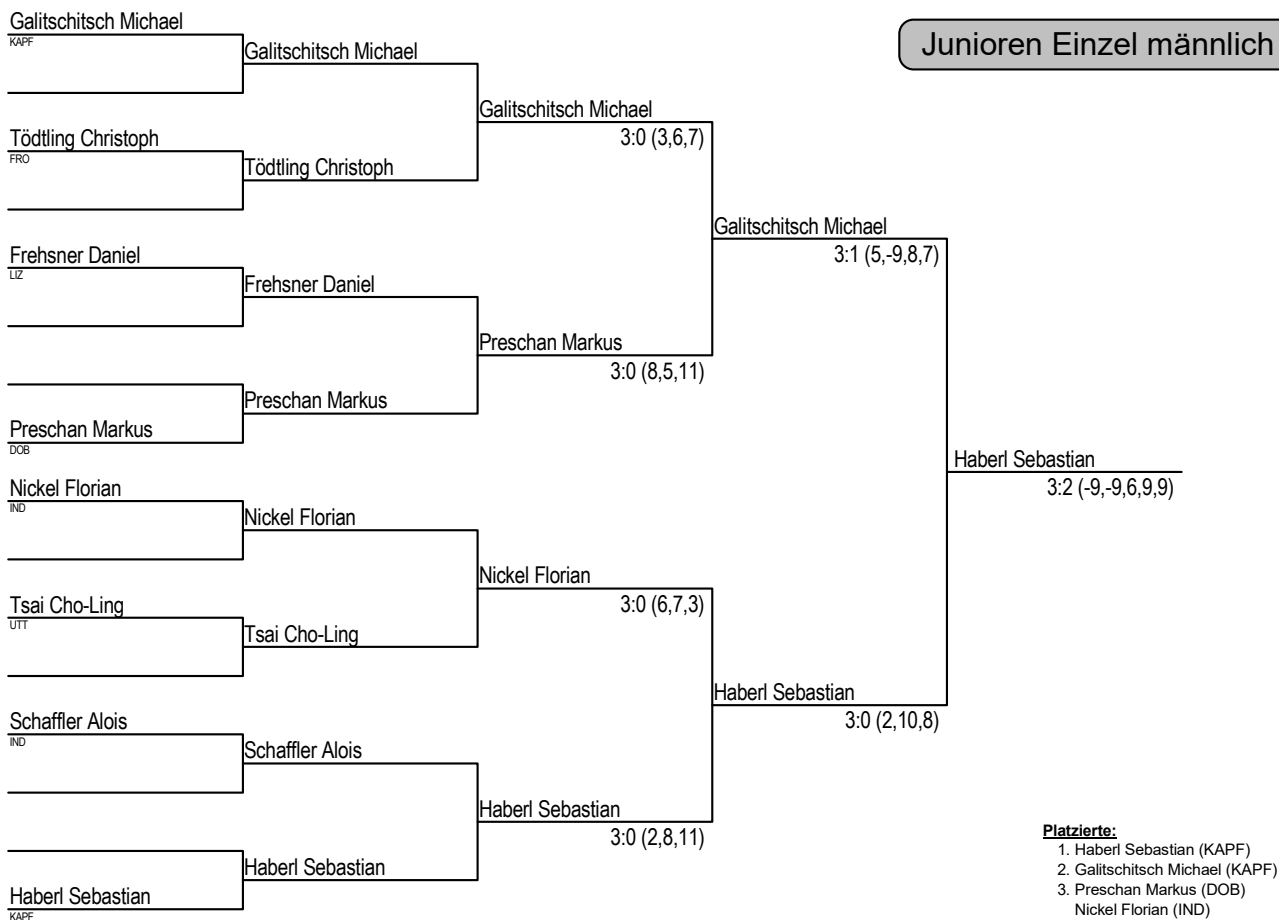 Junioren Einzel männlich
Galitschitsch Michael
KAPF
Tödtling Christoph
FRO
Frehsner Daniel
LIZ
Preschan Markus
DOB
Nickel Florian
IND
Tsai Cho-Ling
UTT
Schaffler Alois
IND
Haberl Sebastian
KAPF
Galitschitsch Michael
Tödtling Christoph
Frehsner Daniel
Preschan Markus
Nickel Florian
Tsai Cho-Ling
Schaffler Alois
Haberl Sebastian
Galitschitsch Michael
3:0 (3,6,7)
Preschan Markus
3:0 (8,5,11)
Nickel Florian
3:0 (6,7,3)
Haberl Sebastian
3:0 (2,8,11)
Galitschitsch Michael
3:1 (5,-9,8,7)
Haberl Sebastian
3:0 (2,10,8)
Haberl Sebastian
3:2 (-9,-9,6,9,9)
Platzierte:
1. Haberl Sebastian (KAPF)
2. Galitschitsch Michael (KAPF)
3. Preschan Markus (DOB)
Nickel Florian (IND)